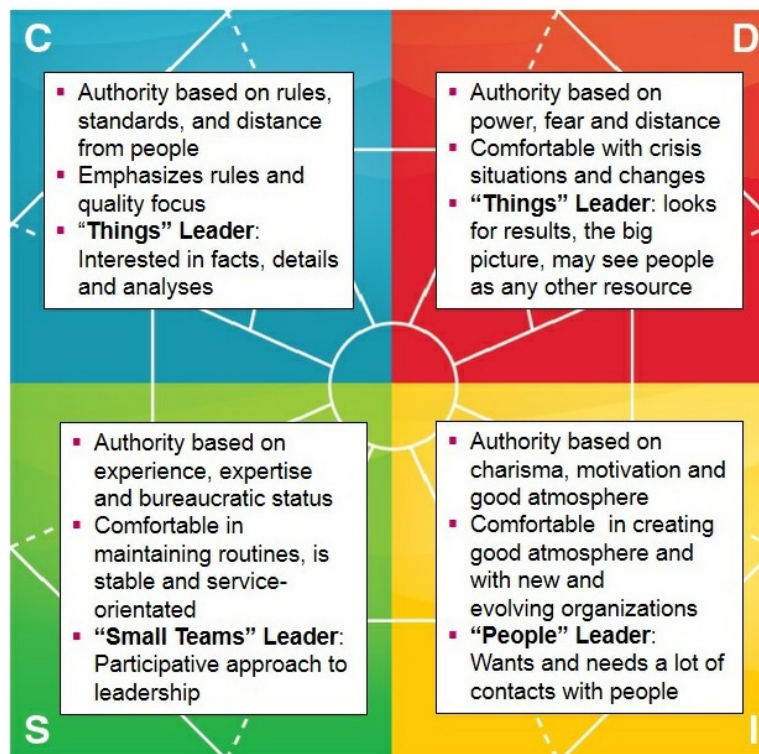 C
▪ Authority based on rules,
standards, and distance
from people
▪ Emphasizes rules and
quality focus
▪ “Things” Leader:
Interested in facts, details
and analyses
D
▪ Authority based on
power, fear and distance
▪ Comfortable with crisis
situations and changes
▪ “Things” Leader: looks
for results, the big
picture, may see people
as any other resource
▪ Authority based on
experience, expertise
and bureaucratic status
▪ Comfortable in
maintaining routines, is
stable and service-
orientated
▪ “Small Teams” Leader:
Participative approach to
leadership
S
▪ Authority based on
charisma, motivation and
good atmosphere
▪ Comfortable in creating
good atmosphere and
with new and
evolving organizations
▪ “People” Leader:
Wants and needs a lot of
contacts with people
I